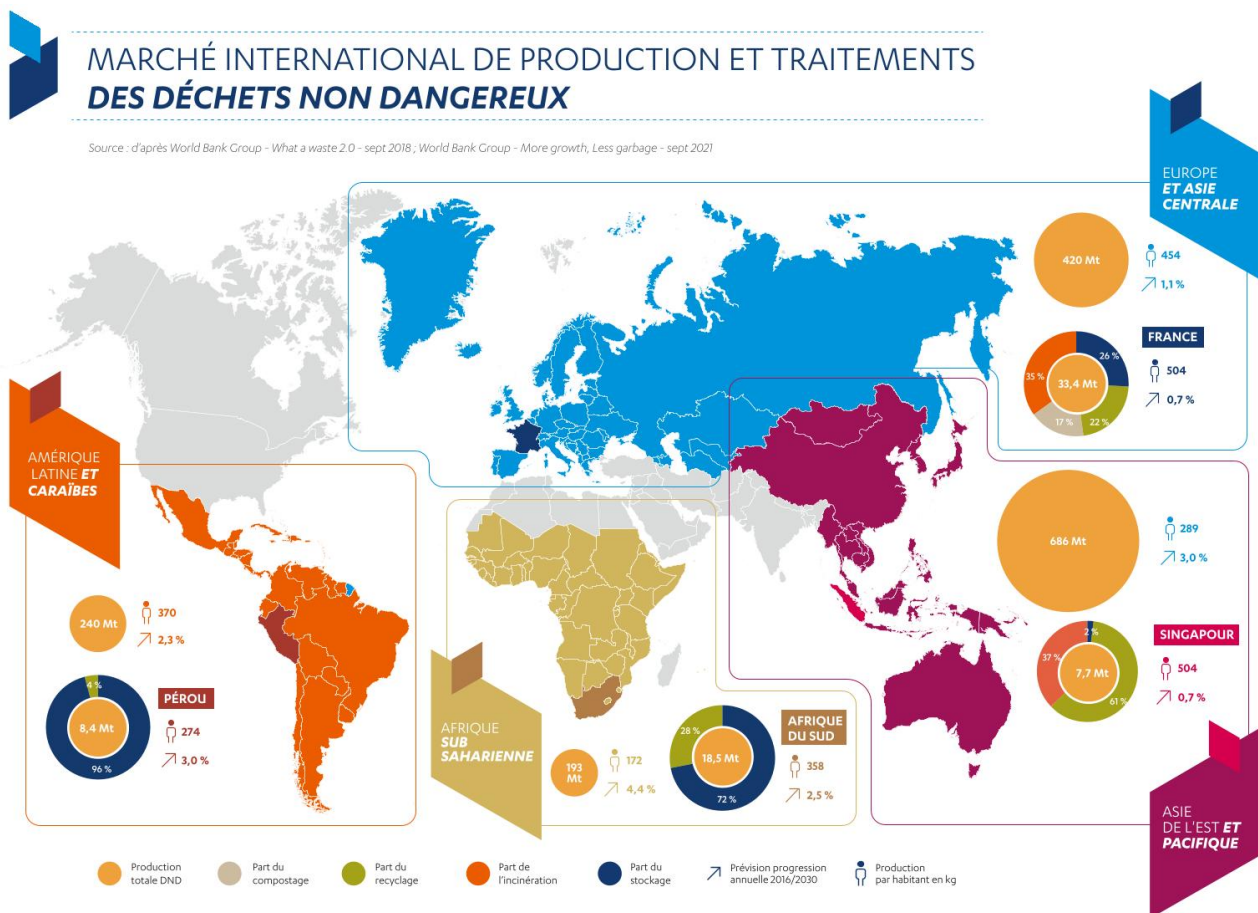 MARCHÉ INTERNATIONAL DE PRODUCTION ET TRAITEMENTS
DES DÉCHETS NON DANGEREUX
Source : d'après World Bank Group - What a waste 2.0 - sept 2018 ; World Bank Group - More growth, Less garbage - sept 2021
EUROPE
ET ASIE
CENTRALE
420 Mt
454
1,1 %
FRANCE
26 %
35 %
33,4 Mt
504
0,7 %
17 %
22 %
AMÉRIQUE
LATINE ET
CARAÏBES
240 Mt
370
2,3 %
PÉROU
4 %
8,4 Mt
274
3,0 %
96 %
AFRIQUE
SUB
SAHARIENNE
193
Mt
172
4,4 %
AFRIQUE
DU SUD
28 %
18,5 Mt
358
72 %
2,5 %
686 Mt
289
3,0 %
SINGAPOUR
2 %
37 %
7,7 Mt
504
61 %
0,7 %
ASIE
DE L'EST ET
PACIFIQUE
Production
totale DND
Part du
compostage
Part du
recyclage
Part de
l'incinération
Part du
stockage
Prévision progression
annuelle 2016/2030
Production
par habitant en kg